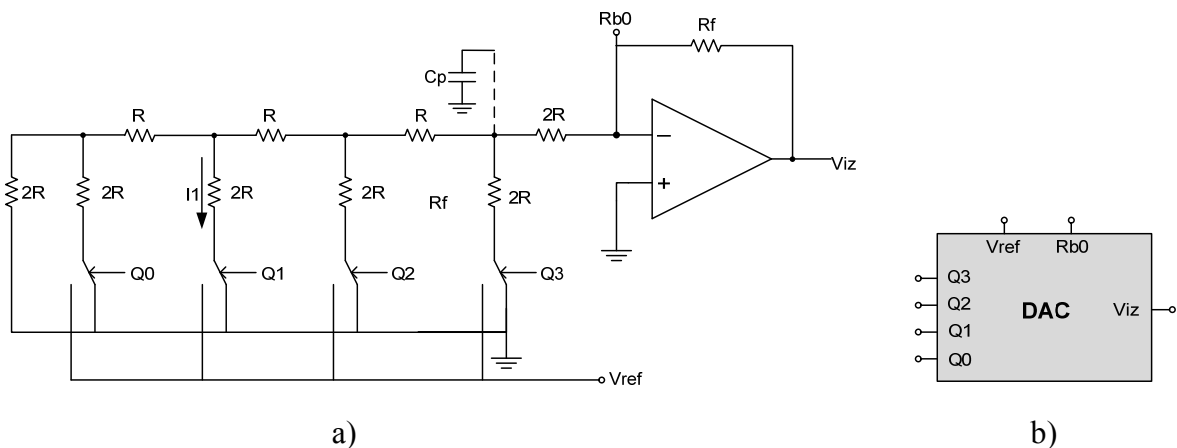 Rb0
Rf
Cp
R
R
R
2R
2R
2R
I1
2R
2R
Rf
2R
Viz
Q0
Q1
Q2
Q3
Vref
a)
Vref
Rb0
Q3
Q2
DAC
Viz
Q1
Q0
b)